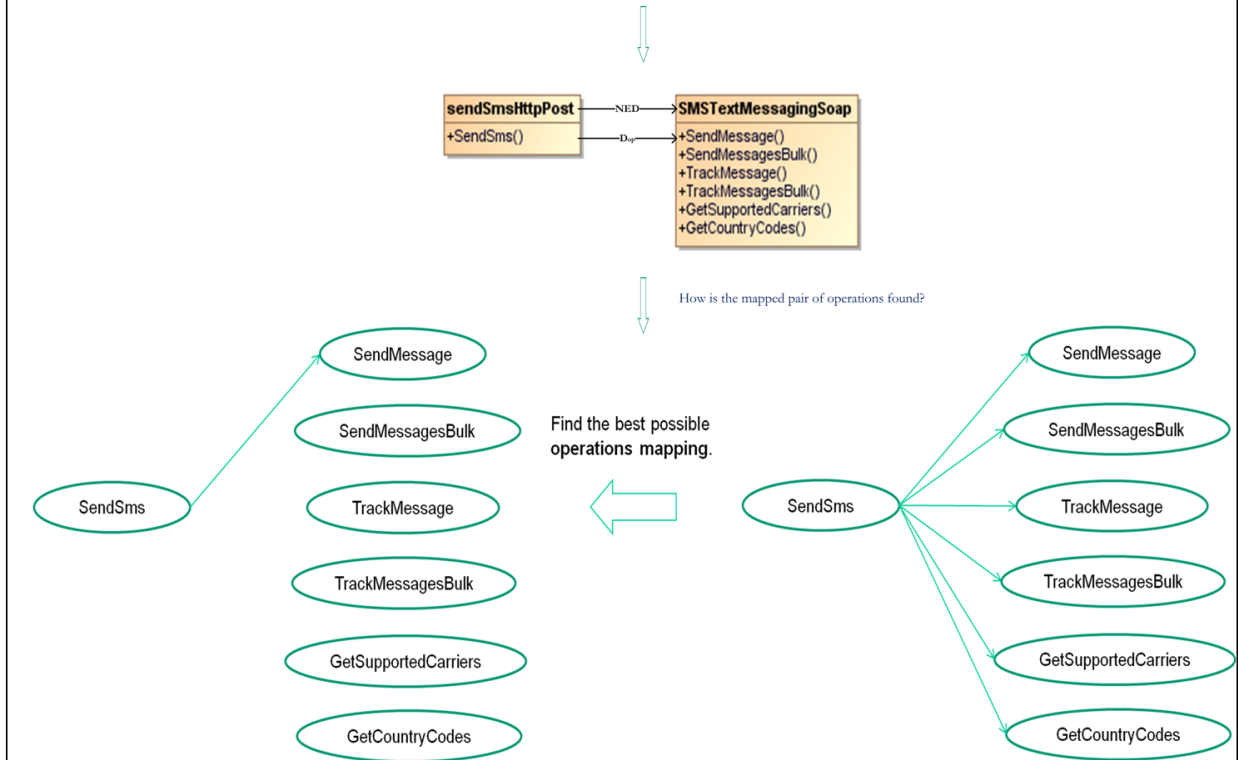 sendSmsHttpPost
NED
SMSTextMessagingSoap
+SendSms()
Dop
+SendMessage()
+SendMessagesBulk()
+TrackMessage()
+TrackMessagesBulk()
+GetSupportedCarriers()
+GetCountryCodes()
How is the mapped pair of operations found?
SendMessage
SendMessagesBulk
SendSms
TrackMessage
TrackMessagesBulk
GetSupportedCarriers
GetCountryCodes
Find the best possible
operations mapping.
SendMessage
SendMessagesBulk
SendSms
TrackMessage
TrackMessagesBulk
GetSupportedCarriers
GetCountryCodes